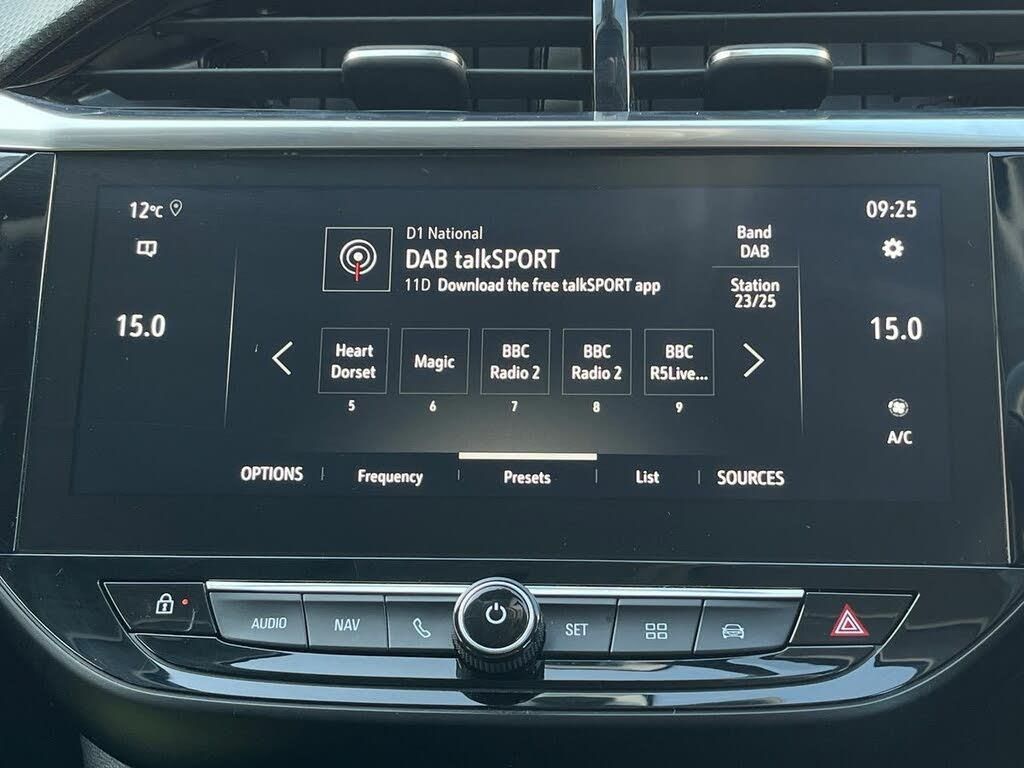 12°C
09:25
D1 National
DAB talkSPORT
11D Download the free talkSPORT app
Band
DAB
Station
23/25
15.0
15.0
Heart
Dorset
5
Magic
6
BBC
Radio 2
7
BBC
Radio 2
8
BBC
R5Live...
9
A/C
OPTIONS
Frequency
Presets
List
SOURCES
AUDIO
NAV
SET